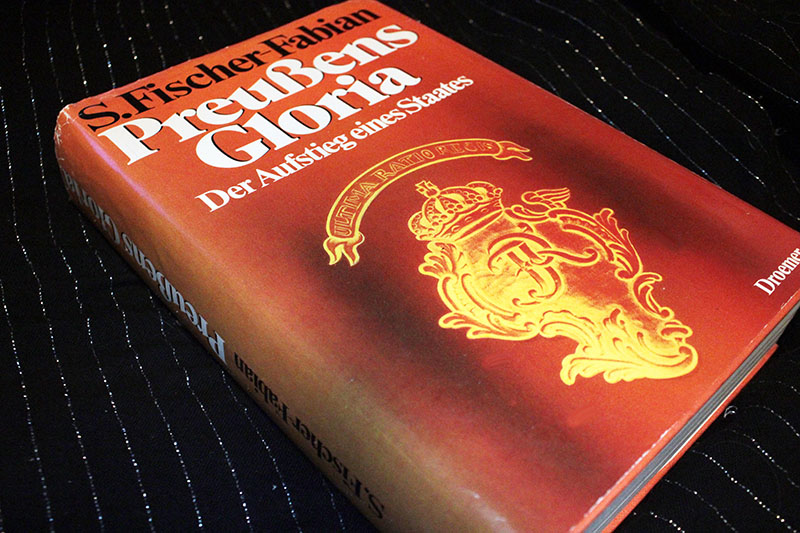 S. Fischer-Fabian
Preußens
Gloria
Der Aufstieg eines Staates
ULTIMA RATIO REGIS
Droemer
Preußens Gloria
S. Fischer-Fabian